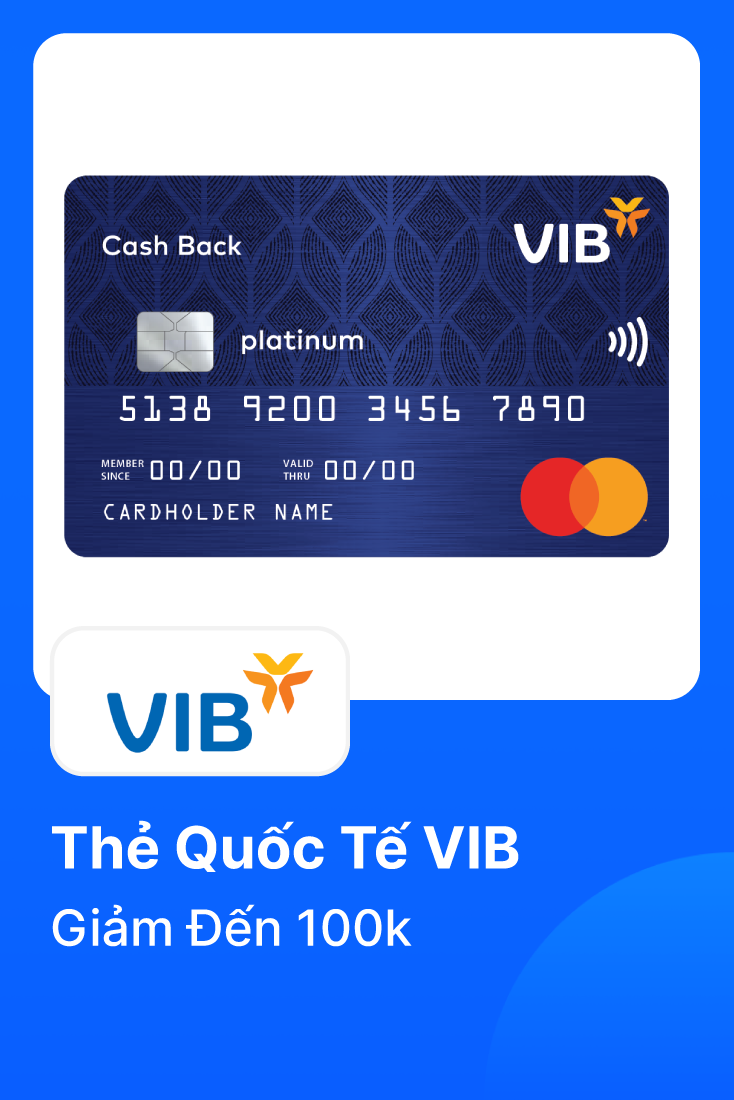 Cash Back
VIB
platinum
5138 9200 3456 7890
MEMBER SINCE 00/00 VALID THRU 00/00
CARDHOLDER NAME
VIB
Thẻ Quốc Tế VIB
Giảm Đến 100k